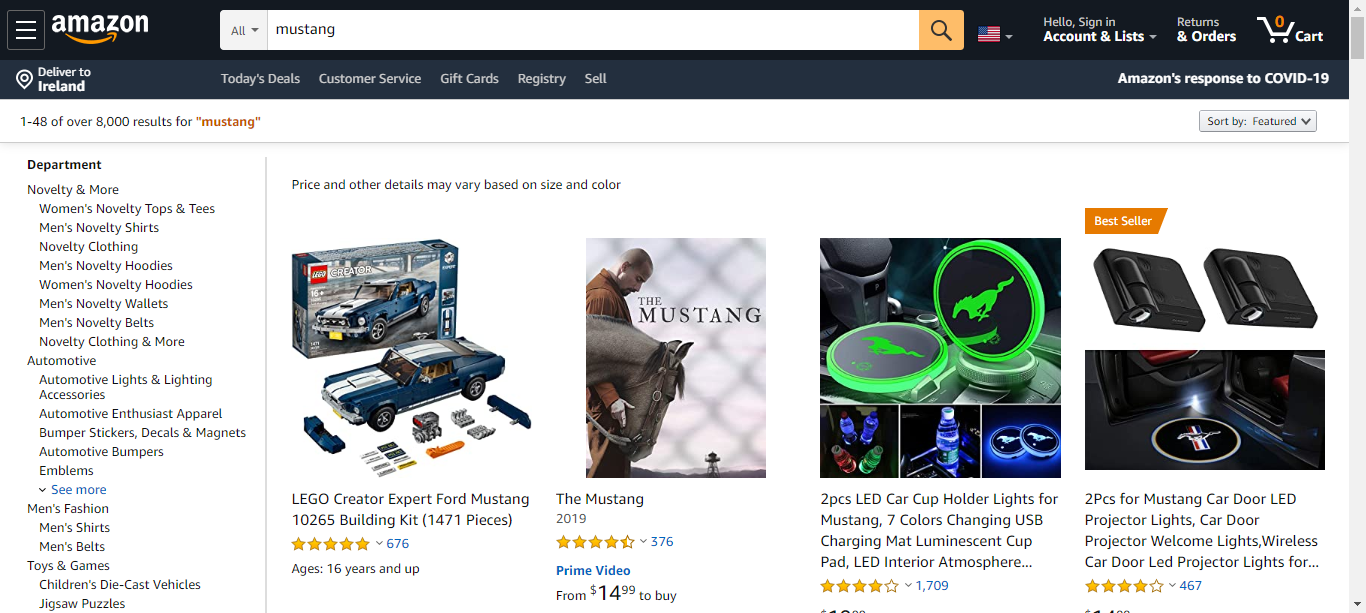 amazon
All
mustang
Hello, Sign in
Account & Lists
Returns
& Orders
0
Cart
Deliver to
Ireland
Today's Deals
Customer Service
Gift Cards
Registry
Sell
Amazon's response to COVID-19
1-48 of over 8,000 results for "mustang"
Sort by: Featured
Department
Novelty & More
Women's Novelty Tops & Tees
Men's Novelty Shirts
Novelty Clothing
Men's Novelty Hoodies
Women's Novelty Hoodies
Men's Novelty Wallets
Men's Novelty Belts
Novelty Clothing & More
Automotive
Automotive Lights & Lighting
Accessories
Automotive Enthusiast Apparel
Bumper Stickers, Decals & Magnets
Automotive Bumpers
Emblems
See more
Men's Fashion
Men's Shirts
Men's Belts
Toys & Games
Children's Die-Cast Vehicles
Jigsaw Puzzles
Price and other details may vary based on size and color
LEGO
CREATOR
EXPERT
16+
LEGO Creator Expert Ford Mustang
10265 Building Kit (1471 Pieces)
676
Ages: 16 years and up
THE
MUSTANG
The Mustang
2019
376
Prime Video
From $14.99 to buy
2pcs LED Car Cup Holder Lights for
Mustang, 7 Colors Changing USB
Charging Mat Luminescent Cup
Pad, LED Interior Atmosphere...
1,709
Best Seller
2Pcs for Mustang Car Door LED
Projector Lights, Car Door
Projector Welcome Lights,Wireless
Car Door Led Projector Lights for...
467